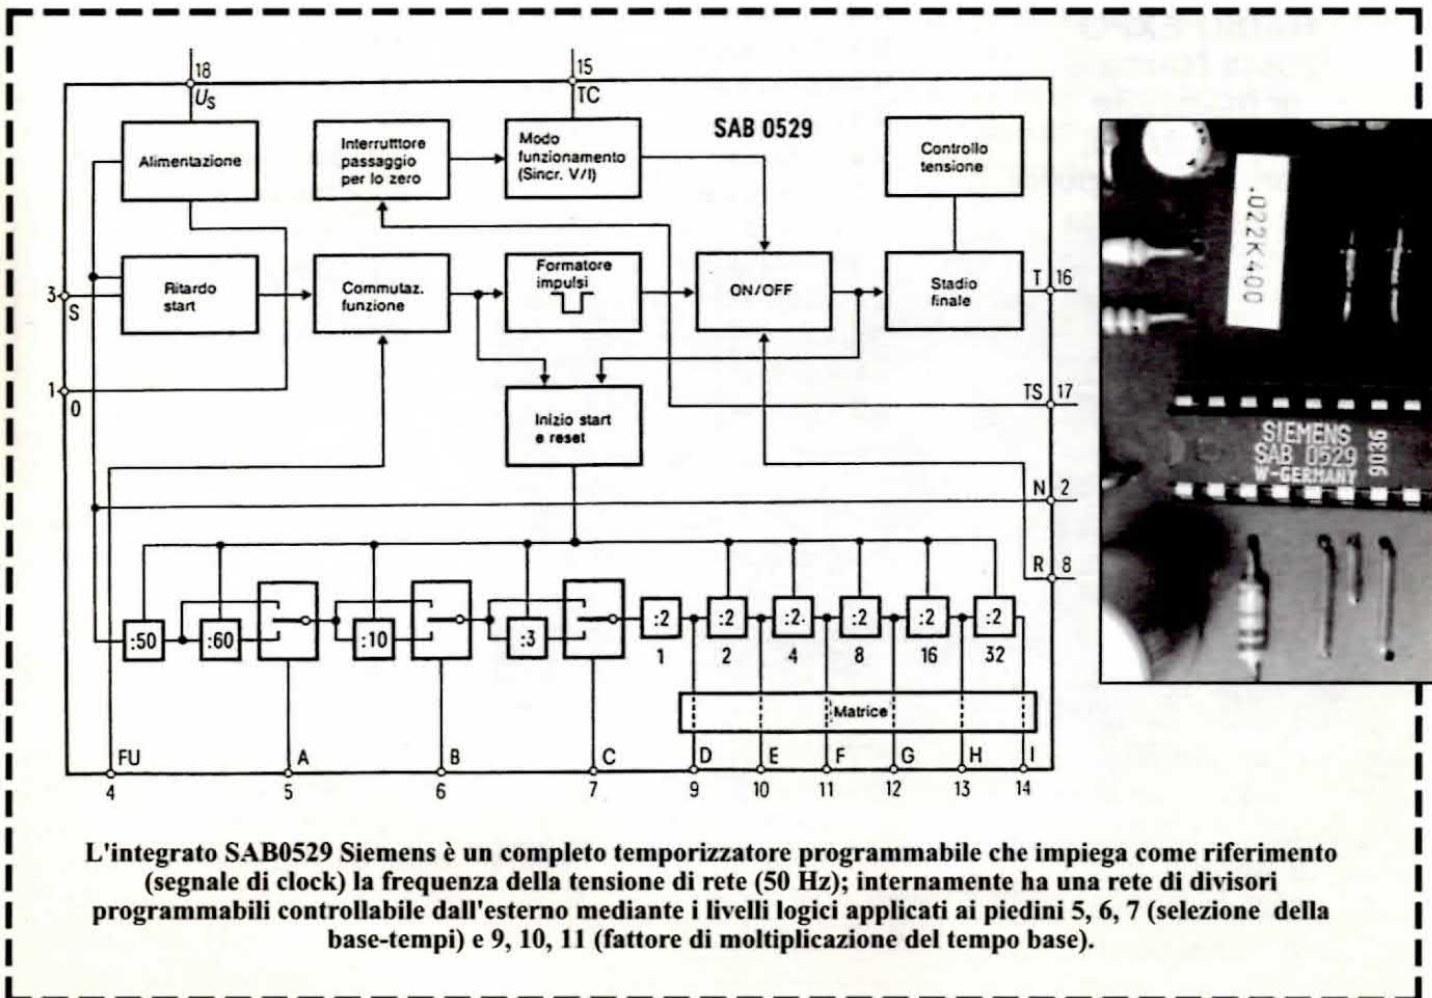 18
U_S
15
TC
SAB 0529
Alimentazione
Interrutttore
passaggio
per lo zero
Modo
funzionamento
(Sincr. V/I)
Controllo
tensione
3
S
Ritardo
start
Commutaz.
funzione
Formatore
impulsi
ON/OFF
Stadio
finale
T 16
1
0
Inizio start
e reset
TS 17
N 2
R 8
:50
:60
:10
:3
:2
:2
:2.
:2
:2
:2
1
2
4
8
16
32
Matrice
FU
A
B
C
D
E
F
G
H
I
4
5
6
7
9
10
11
12
13
14
.022K400
SIEMENS
SAB 0529
W-GERMANY
9036
L'integrato SAB0529 Siemens è un completo temporizzatore programmabile che impiega come riferimento
(segnale di clock) la frequenza della tensione di rete (50 Hz); internamente ha una rete di divisori
programmabili controllabile dall'esterno mediante i livelli logici applicati ai piedini 5, 6, 7 (selezione della
base-tempi) e 9, 10, 11 (fattore di moltiplicazione del tempo base).